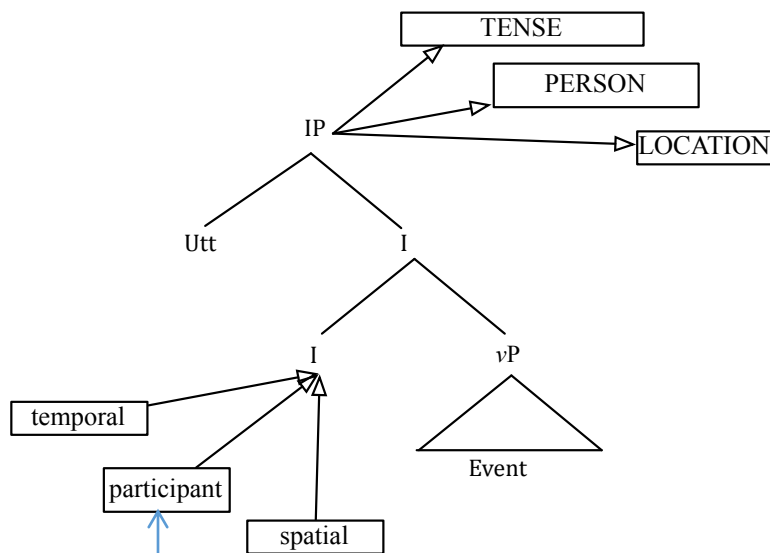 TENSE
PERSON
IP
LOCATION
Utt
I
I
vP
temporal
Event
participant
spatial